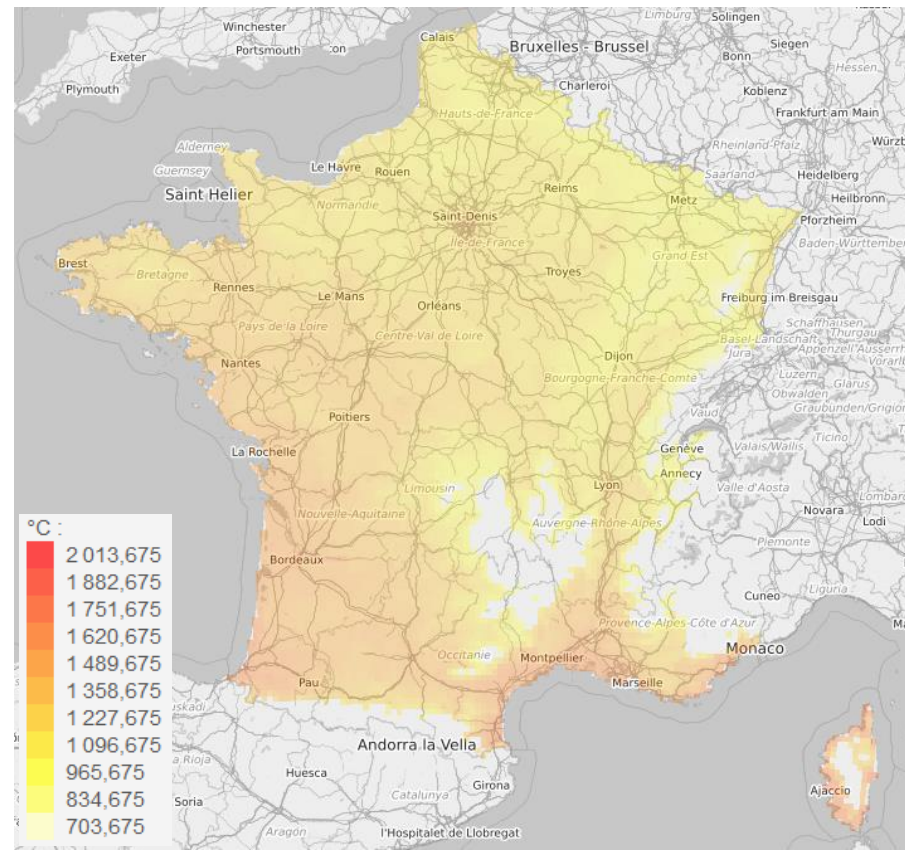 Limburg
Solingen
Winchester
Calais
Bruxelles - Brussel
Siegen
Hessen
Exeter
Portsmouth
Bonn
Plymouth
Charleroi
Koblenz
Hauts-de-France
Frankfurt am Main
Rheinland-Pfalz
Würzb
Alderney
Guernsey
Le Havre
Rouen
Saarland
Heidelberg
Saint Helier
Reims
Metz
Heilbronn
Normandie
Saint-Denis
Pforzheim
Île-de-France
Baden-Württember
Brest
Bretagne
Grand Est
Troyes
Rennes
Le Mans
Orléans
Freiburg im Breisgau
Pays de la Loire
Centre-Val de Loire
Schaffhausen
Thurgau
Basel-Landschaft
Appenzell Ausserrh
Nantes
Dijon
Jura
Vorarlb
Bourgogne-Franche-Comté
Luzern
Glarus
Obwalden
Poitiers
Vaud
Graubünden/Grigion
La Rochelle
Genève
Valais/Wallis
Ticino
Annecy
Limousin
Lyon
Valle d'Aosta
Lombard
Nouvelle-Aquitaine
Auvergne-Rhône-Alpes
Novara
Lodi
Piemonte
Bordeaux
Cuneo
Liguria
Provence-Alpes-Côte d'Azur
Occitanie
Montpellier
Monaco
Pau
Marseille
Andorra la Vella
La Rioja
Huesca
Girona
Ajaccio
Soria
Catalunya
Aragón
l'Hospitalet de Llobregat
°C :
2 013,675
1 882,675
1 751,675
1 620,675
1 489,675
1 358,675
1 227,675
1 096,675
965,675
834,675
703,675